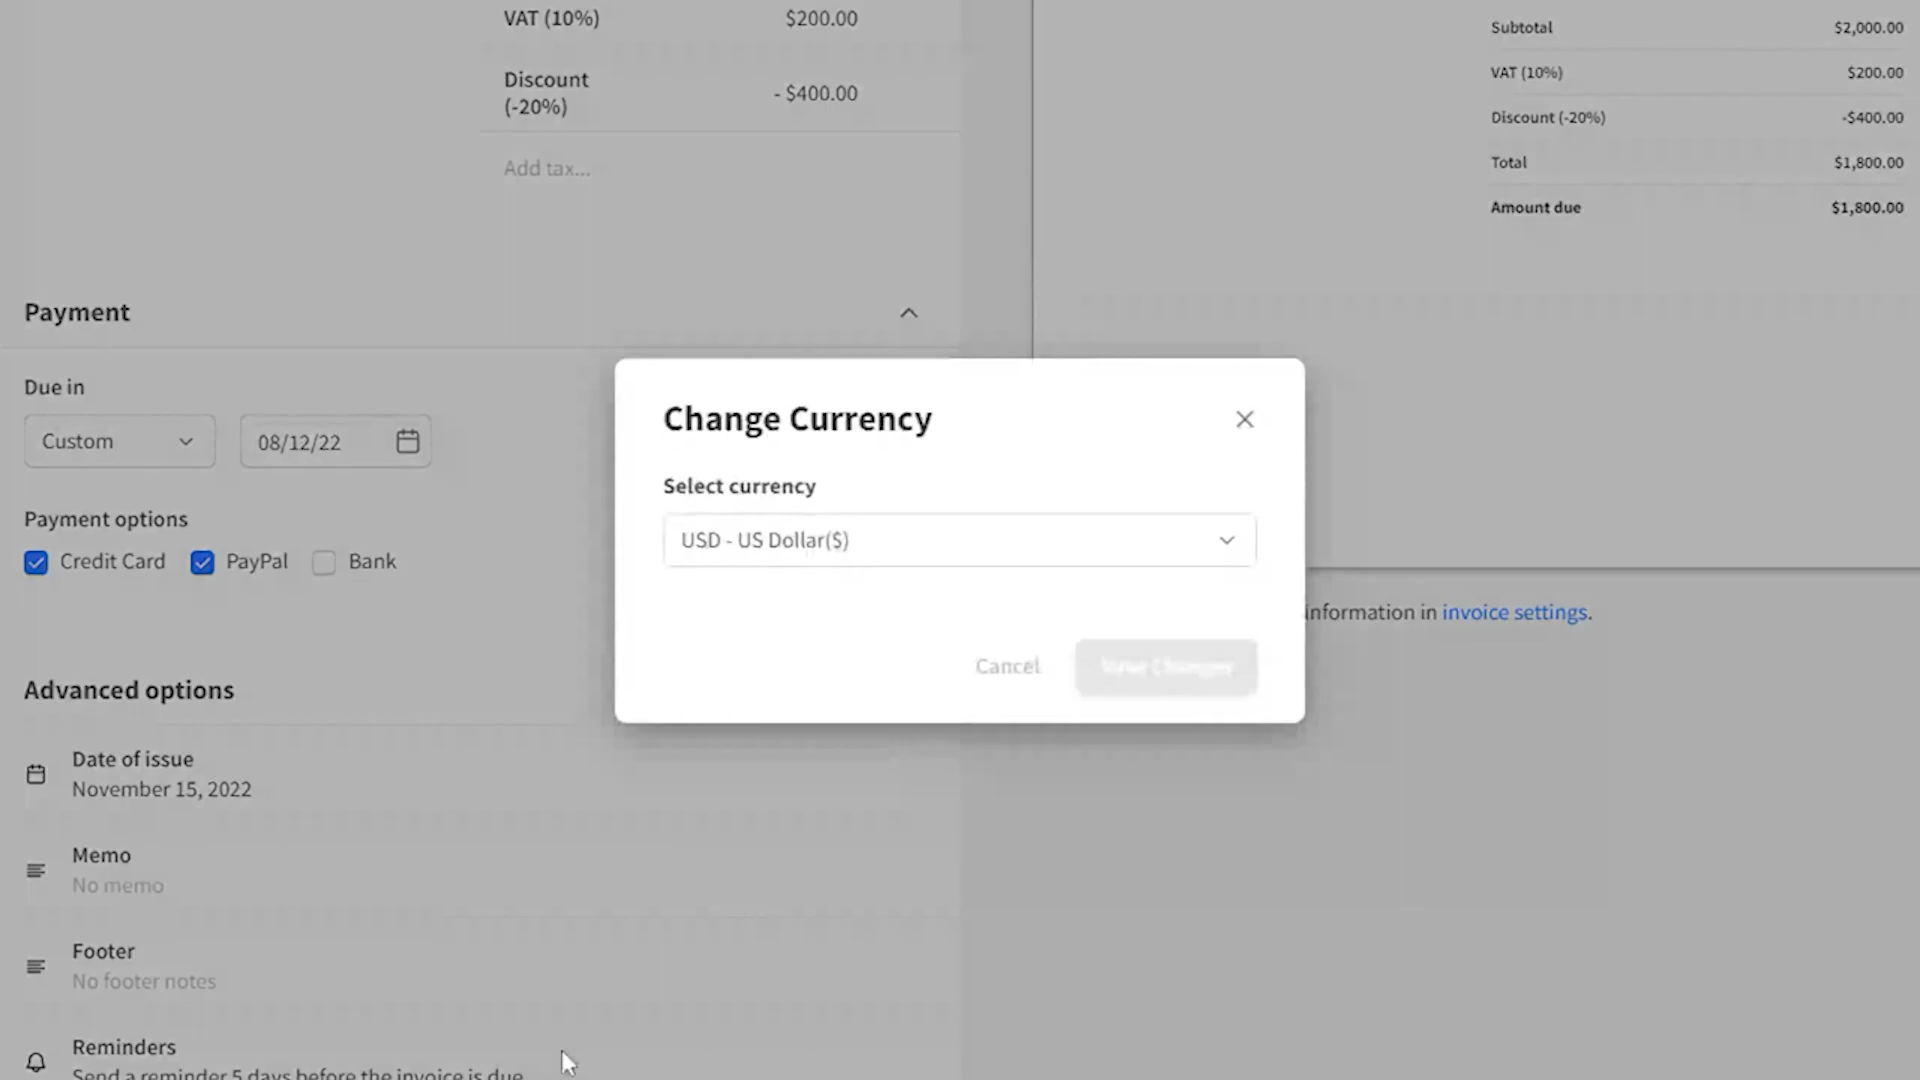 VAT (10%) $200.00
Discount
(-20%) - $400.00
Add tax...
Payment
Due in
Custom 08/12/22
Payment options
Credit Card PayPal Bank
Advanced options
Date of issue
November 15, 2022
Memo
No memo
Footer
No footer notes
Reminders
Send a reminder 5 days before the invoice is due
Change Currency
Select currency
USD - US Dollar($)
Cancel
Subtotal $2,000.00
VAT (10%) $200.00
Discount (-20%) -$400.00
Total $1,800.00
Amount due $1,800.00
information in invoice settings.